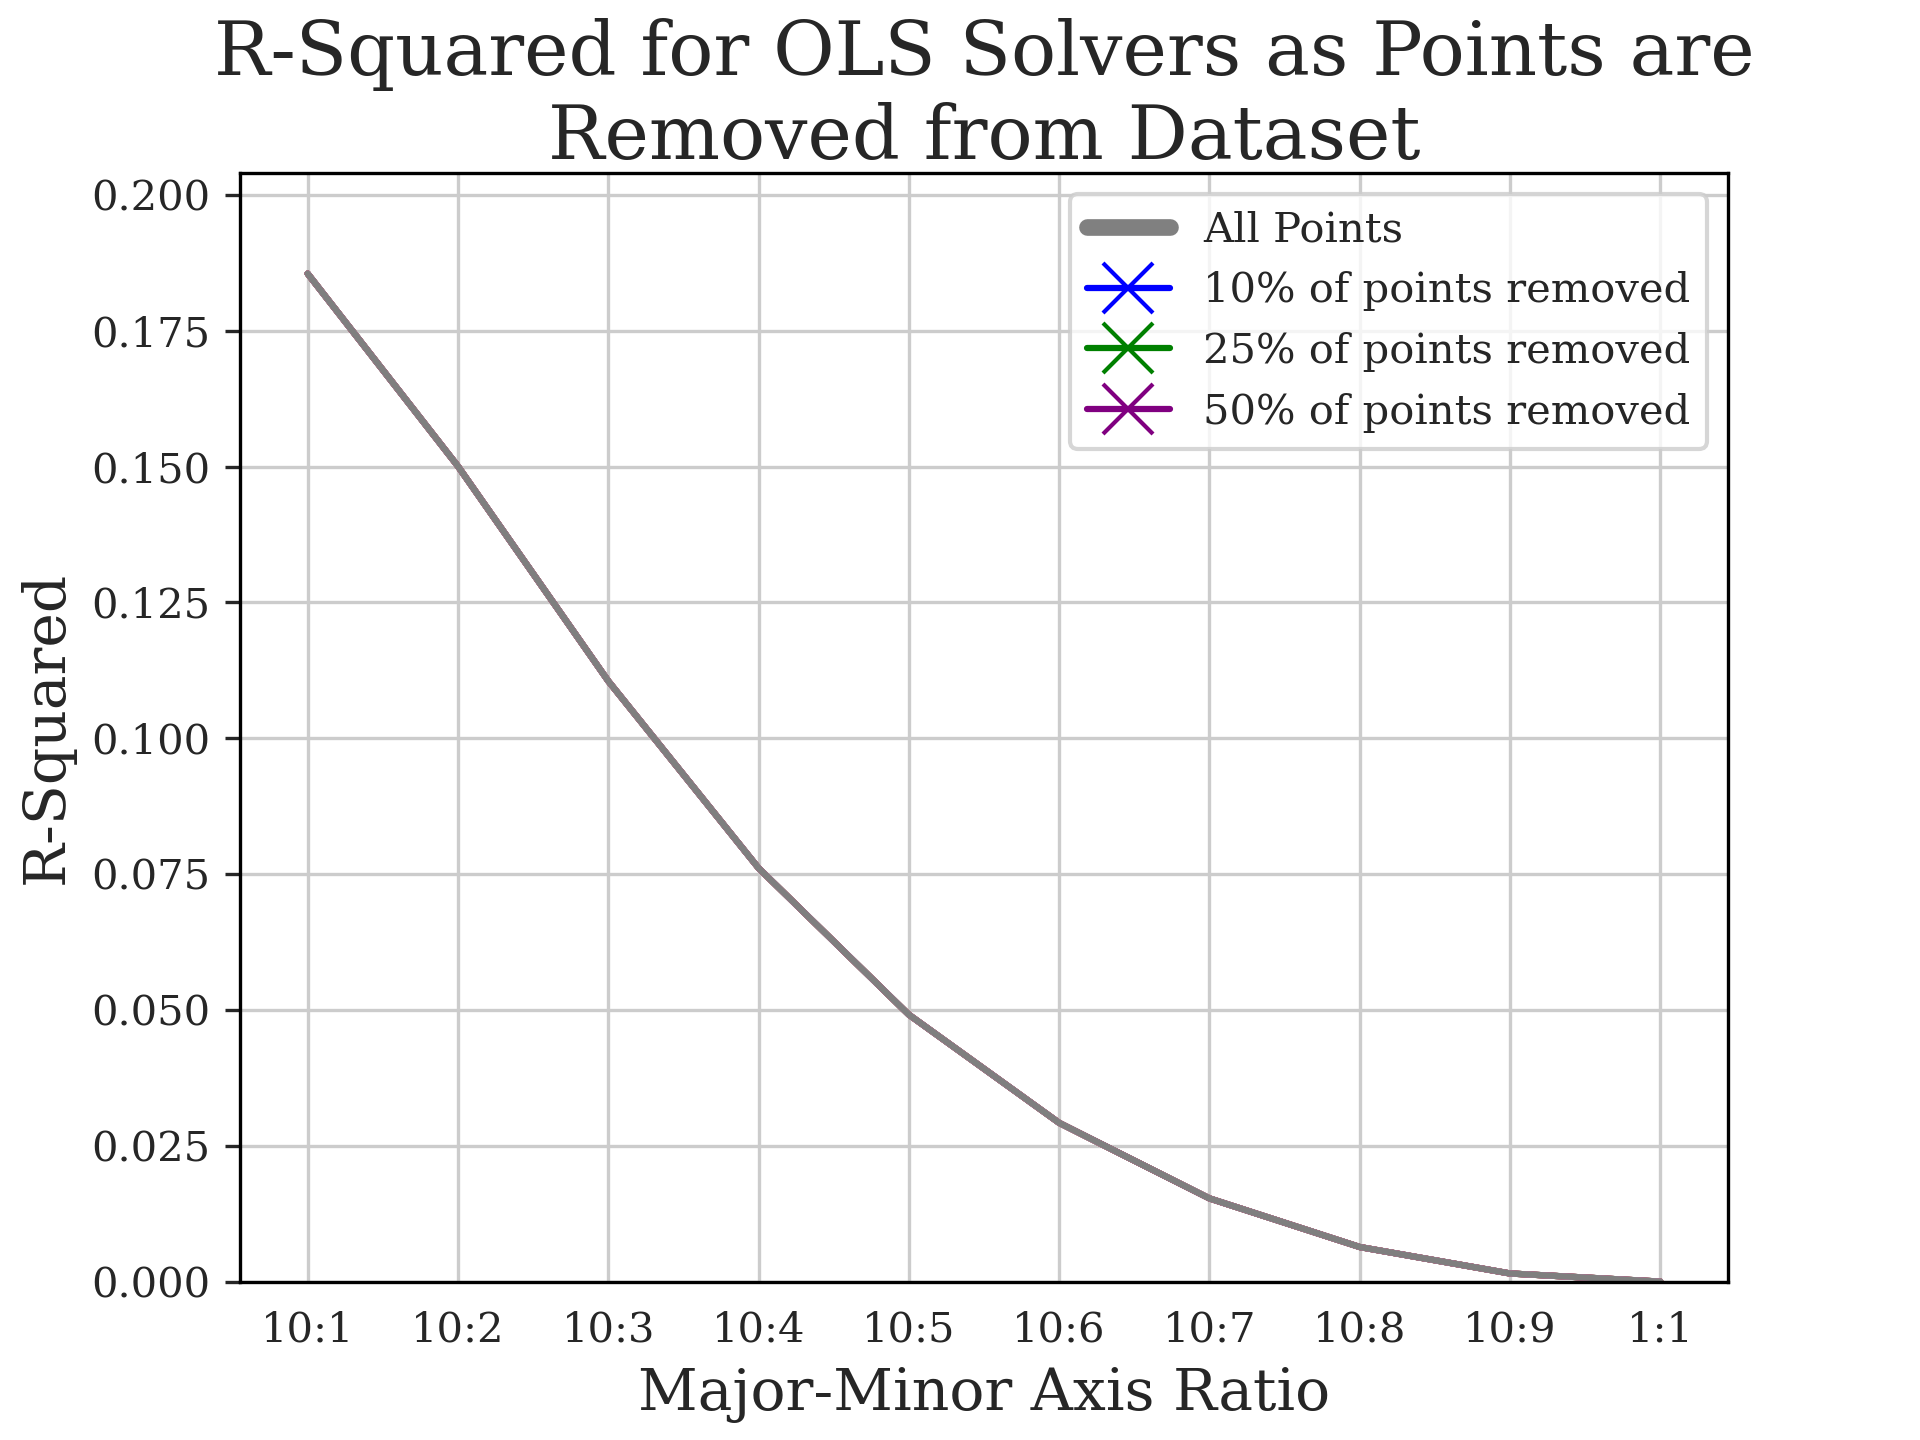 R-Squared for OLS Solvers as Points are
Removed from Dataset
0.200
0.175
0.150
0.125
0.100
0.075
0.050
0.025
0.000
R-Squared
All Points
10% of points removed
25% of points removed
50% of points removed
10:1 10:2 10:3 10:4 10:5 10:6 10:7 10:8 10:9 1:1
Major-Minor Axis Ratio